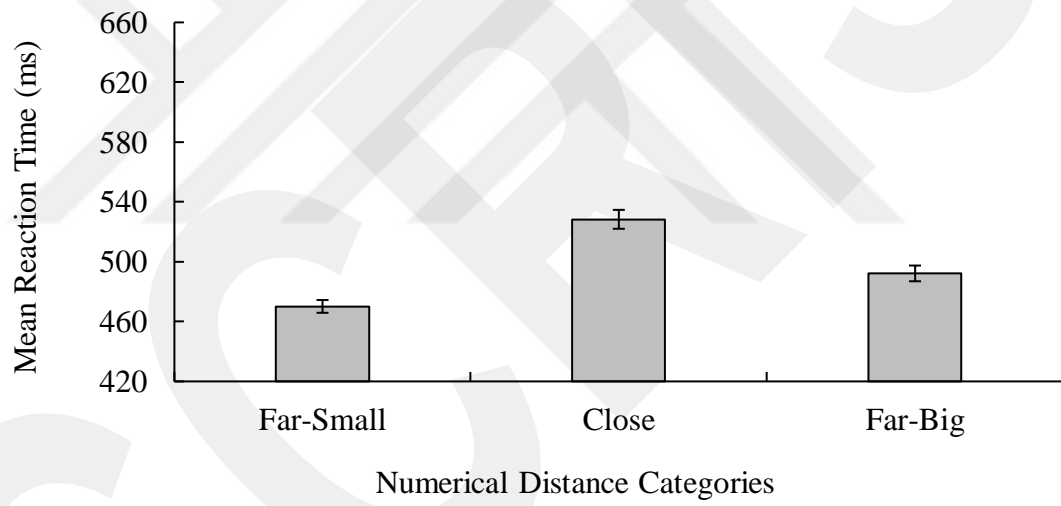 Mean Reaction Time (ms)
660
620
580
540
500
460
420
Far-Small Close Far-Big
Numerical Distance Categories